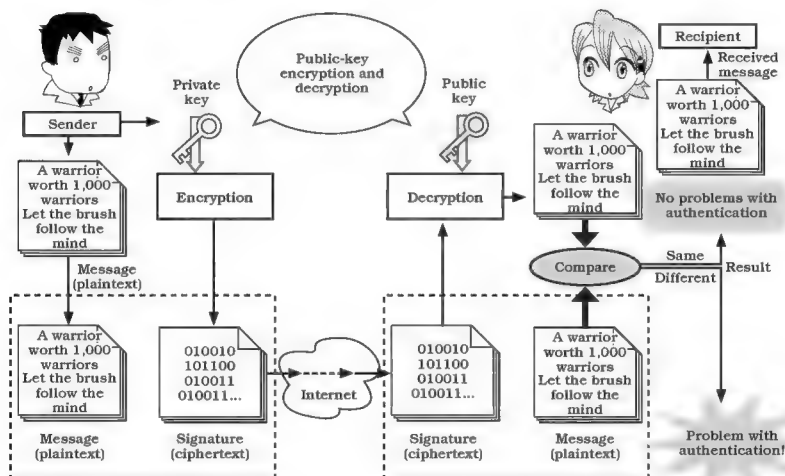 Public-key
encryption and
decryption
Sender
Private
key
Encryption
A warrior
worth 1,000
warriors
Let the brush
follow the
mind
Message
(plaintext)
A warrior
worth 1,000
warriors
Let the brush
follow the
mind
Message
(plaintext)
010010
101100
010011
010011...
Signature
(ciphertext)
Internet
Public
key
Decryption
010010
101100
010011
010011...
Signature
(ciphertext)
A warrior
worth 1,000
warriors
Let the brush
follow the
mind
Compare
A warrior
worth 1,000
warriors
Let the brush
follow the
mind
Message
(plaintext)
Recipient
Received
message
A warrior
worth 1,000
warriors
Let the brush
follow the
mind
No problems with
authentication
Same
Different
Result
Problem with
authentication!